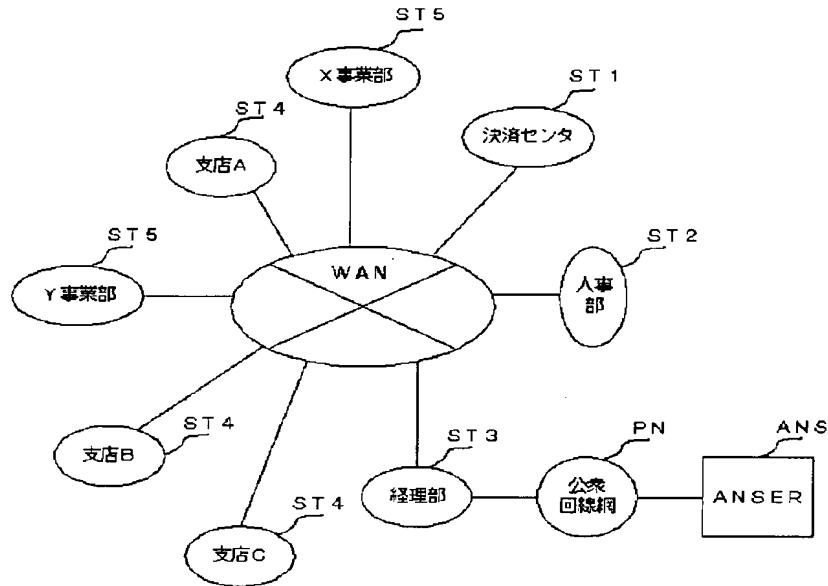 ST5
X事業部
ST1
決済センタ
ST4
支店A
ST5
Y事業部
WAN
ST2
人事
部
ST4
支店B
ST3
経理部
PN
公衆
回線網
ANS
ANSER
ST4
支店C